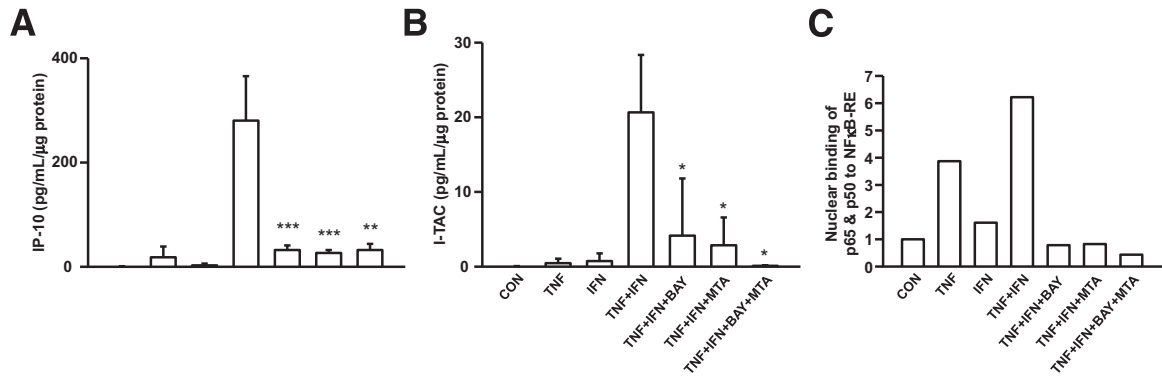 A
IP-10 (pg/mL/µg protein)
400
200
0
***
***
**
B
I-TAC (pg/mL/µg protein)
30
20
10
0
*
*
*
CON
TNF
IFN
TNF+IFN
TNF+IFN+BAY
TNF+IFN+MTA
TNF+IFN+BAY+MTA
C
Nuclear binding of
p65 & p50 to NFκB-RE
7
6
5
4
3
2
1
0
CON
TNF
IFN
TNF+IFN
TNF+IFN+BAY
TNF+IFN+MTA
TNF+IFN+BAY+MTA